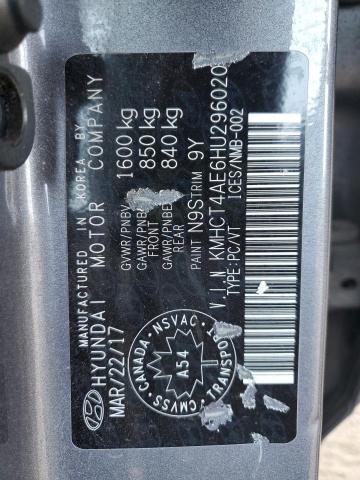 MANUFACTURED IN KOREA BY
HYUNDAI MOTOR COMPANY
MAR/22/17
GVWR/PNBV 1600 kg
GAWR/PNBE FRONT 850 kg
GAWR/PNBE REAR 840 kg
PAINT N9S TRIM 9Y
V.I.N KMHCT4AE6HU296020
TYPE-PC/VT ICES/NMB-002
CANADA NSVAC
A54
CMVSS TRANSPORT